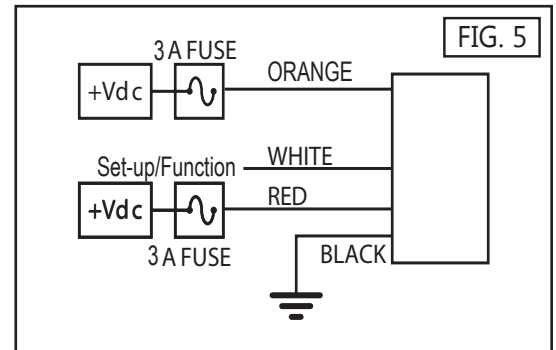 FIG. 5
3 A FUSE
+Vdc
ORANGE
Set-up/Function
WHITE
+Vdc
RED
3 A FUSE
BLACK